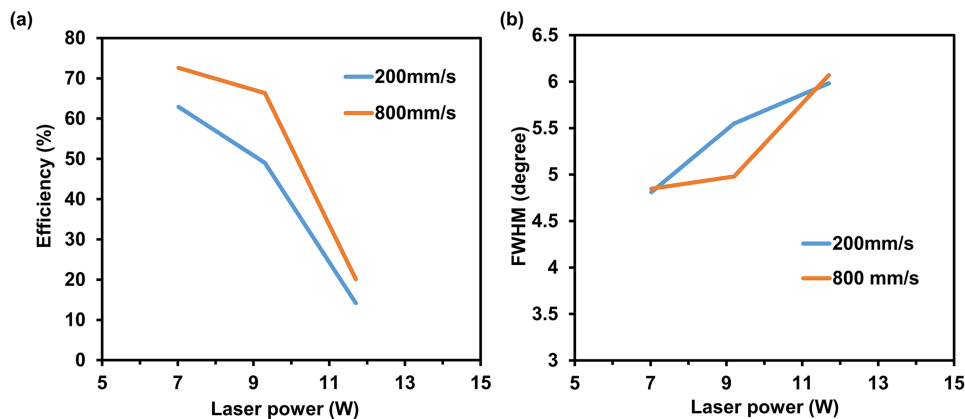 (a)
80
70
60
50
40
30
20
10
0
Efficiency (%)
200mm/s
800mm/s
5 7 9 11 13 15
Laser power (W)
(b)
6.5
6
5.5
5
4.5
4
3.5
3
FWHM (degree)
200mm/s
800 mm/s
5 7 9 11 13 15
Laser power (W)